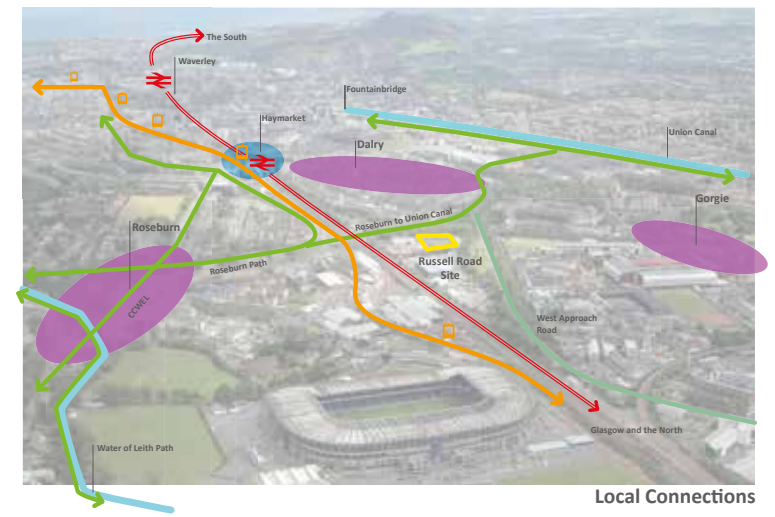 The South
Waverley
Fountainbridge
Haymarket
Union Canal
Dalry
Gorgie
Roseburn
Roseburn to Union Canal
Roseburn Path
Russell Road
Site
CCWEL
West Approach
Road
Glasgow and the North
Water of Leith Path
Local Connections